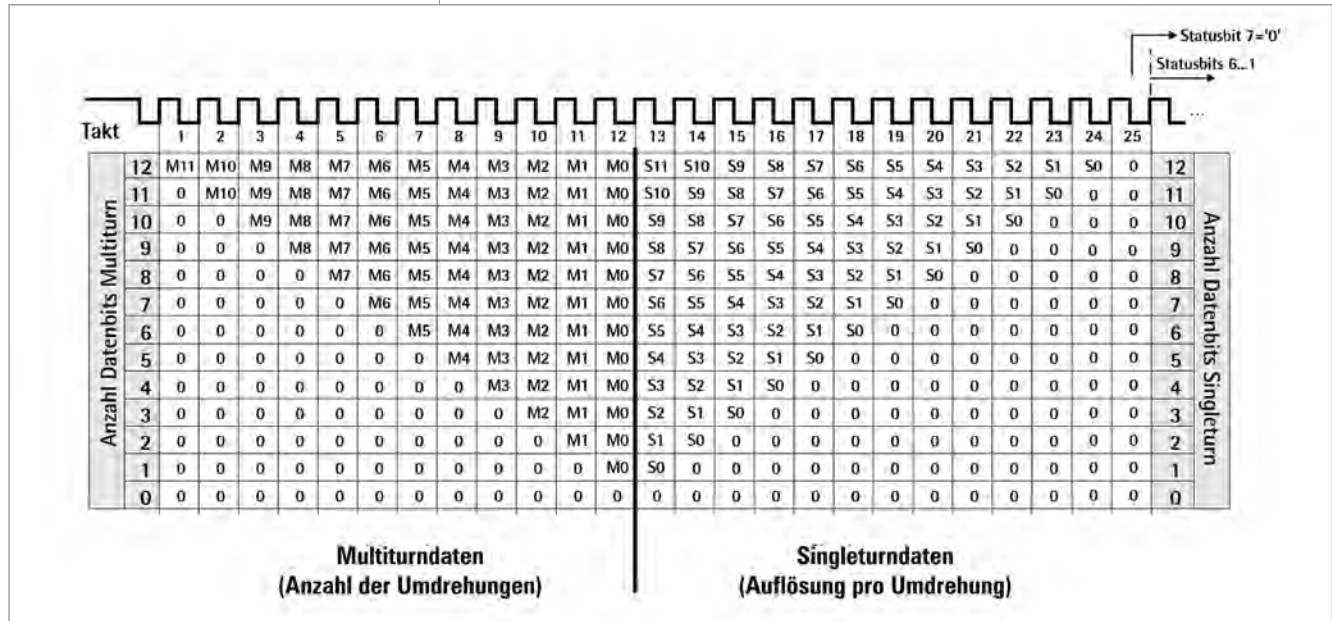 Statusbit 7='0'
Statusbits 6...1
...
Takt 1 2 3 4 5 6 7 8 9 10 11 12 13 14 15 16 17 18 19 20 21 22 23 24 25
Anzahl Datenbits Multiturn
12 M11 M10 M9 M8 M7 M6 M5 M4 M3 M2 M1 M0 S11 S10 S9 S8 S7 S6 S5 S4 S3 S2 S1 S0 0 12
11 0 M10 M9 M8 M7 M6 M5 M4 M3 M2 M1 M0 S10 S9 S8 S7 S6 S5 S4 S3 S2 S1 S0 0 0 11
10 0 0 M9 M8 M7 M6 M5 M4 M3 M2 M1 M0 S9 S8 S7 S6 S5 S4 S3 S2 S1 S0 0 0 0 10
9 0 0 0 M8 M7 M6 M5 M4 M3 M2 M1 M0 S8 S7 S6 S5 S4 S3 S2 S1 S0 0 0 0 0 9
8 0 0 0 0 M7 M6 M5 M4 M3 M2 M1 M0 S7 S6 S5 S4 S3 S2 S1 S0 0 0 0 0 0 8
7 0 0 0 0 0 M6 M5 M4 M3 M2 M1 M0 S6 S5 S4 S3 S2 S1 S0 0 0 0 0 0 0 7
6 0 0 0 0 0 0 M5 M4 M3 M2 M1 M0 S5 S4 S3 S2 S1 S0 0 0 0 0 0 0 0 6
5 0 0 0 0 0 0 0 M4 M3 M2 M1 M0 S4 S3 S2 S1 S0 0 0 0 0 0 0 0 0 5
4 0 0 0 0 0 0 0 0 M3 M2 M1 M0 S3 S2 S1 S0 0 0 0 0 0 0 0 0 0 4
3 0 0 0 0 0 0 0 0 0 M2 M1 M0 S2 S1 S0 0 0 0 0 0 0 0 0 0 0 3
2 0 0 0 0 0 0 0 0 0 0 M1 M0 S1 S0 0 0 0 0 0 0 0 0 0 0 0 2
1 0 0 0 0 0 0 0 0 0 0 0 M0 S0 0 0 0 0 0 0 0 0 0 0 0 0 1
0 0 0 0 0 0 0 0 0 0 0 0 0 0 0 0 0 0 0 0 0 0 0 0 0 0 0
Anzahl Datenbits Singleturn
Multiturndaten
(Anzahl der Umdrehungen)
Singleturndaten
(Auflösung pro Umdrehung)